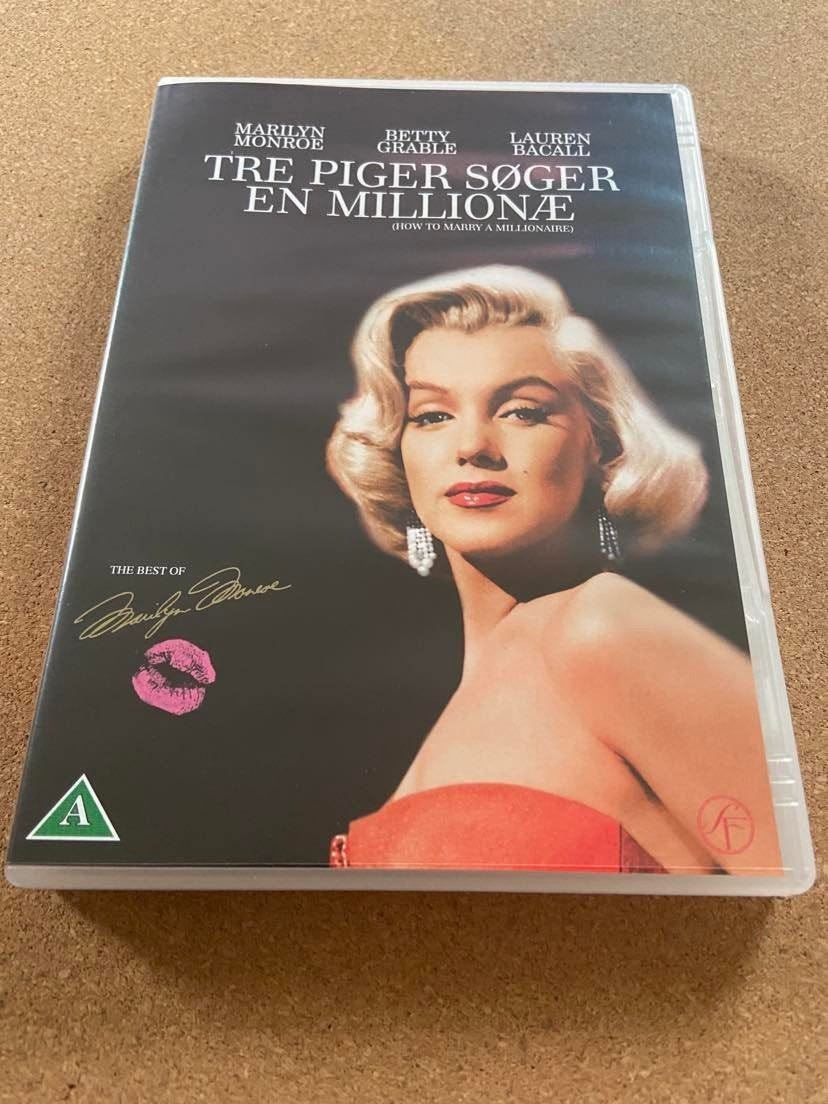 MARILYN MONROE
BETTY GRABLE
LAUREN BACALL
TRE PIGER SØGER
EN MILLIONÆ
(HOW TO MARRY A MILLIONAIRE)
THE BEST OF
Marilyn Monroe
A
SF